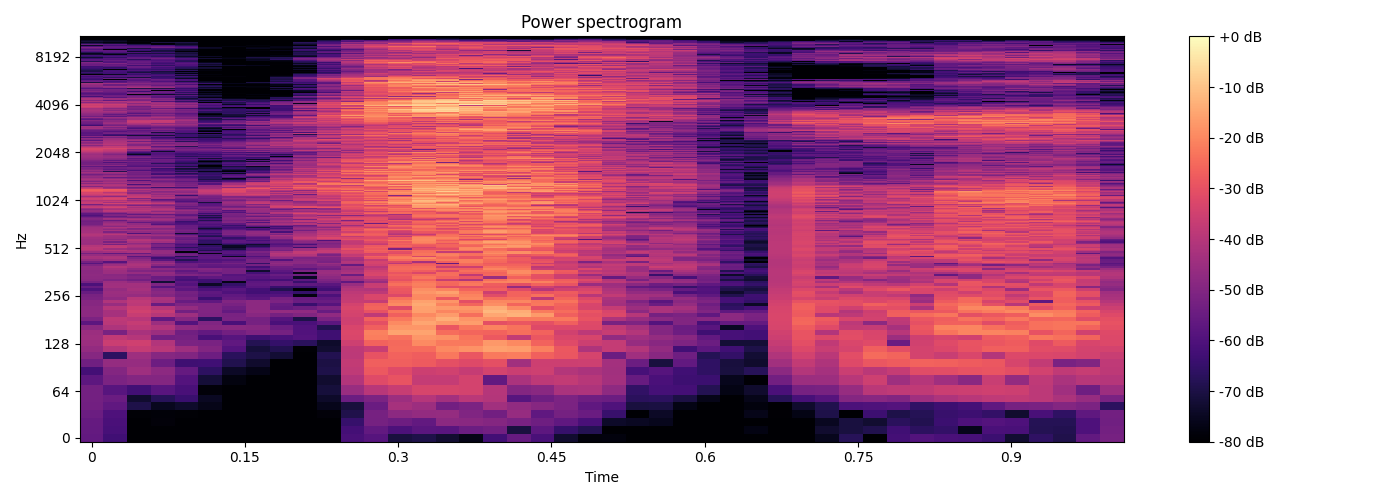 Power spectrogram
8192
4096
2048
1024
512
256
128
64
0
Hz
0 0.15 0.3 0.45 0.6 0.75 0.9
Time
+0 dB
-10 dB
-20 dB
-30 dB
-40 dB
-50 dB
-60 dB
-70 dB
-80 dB